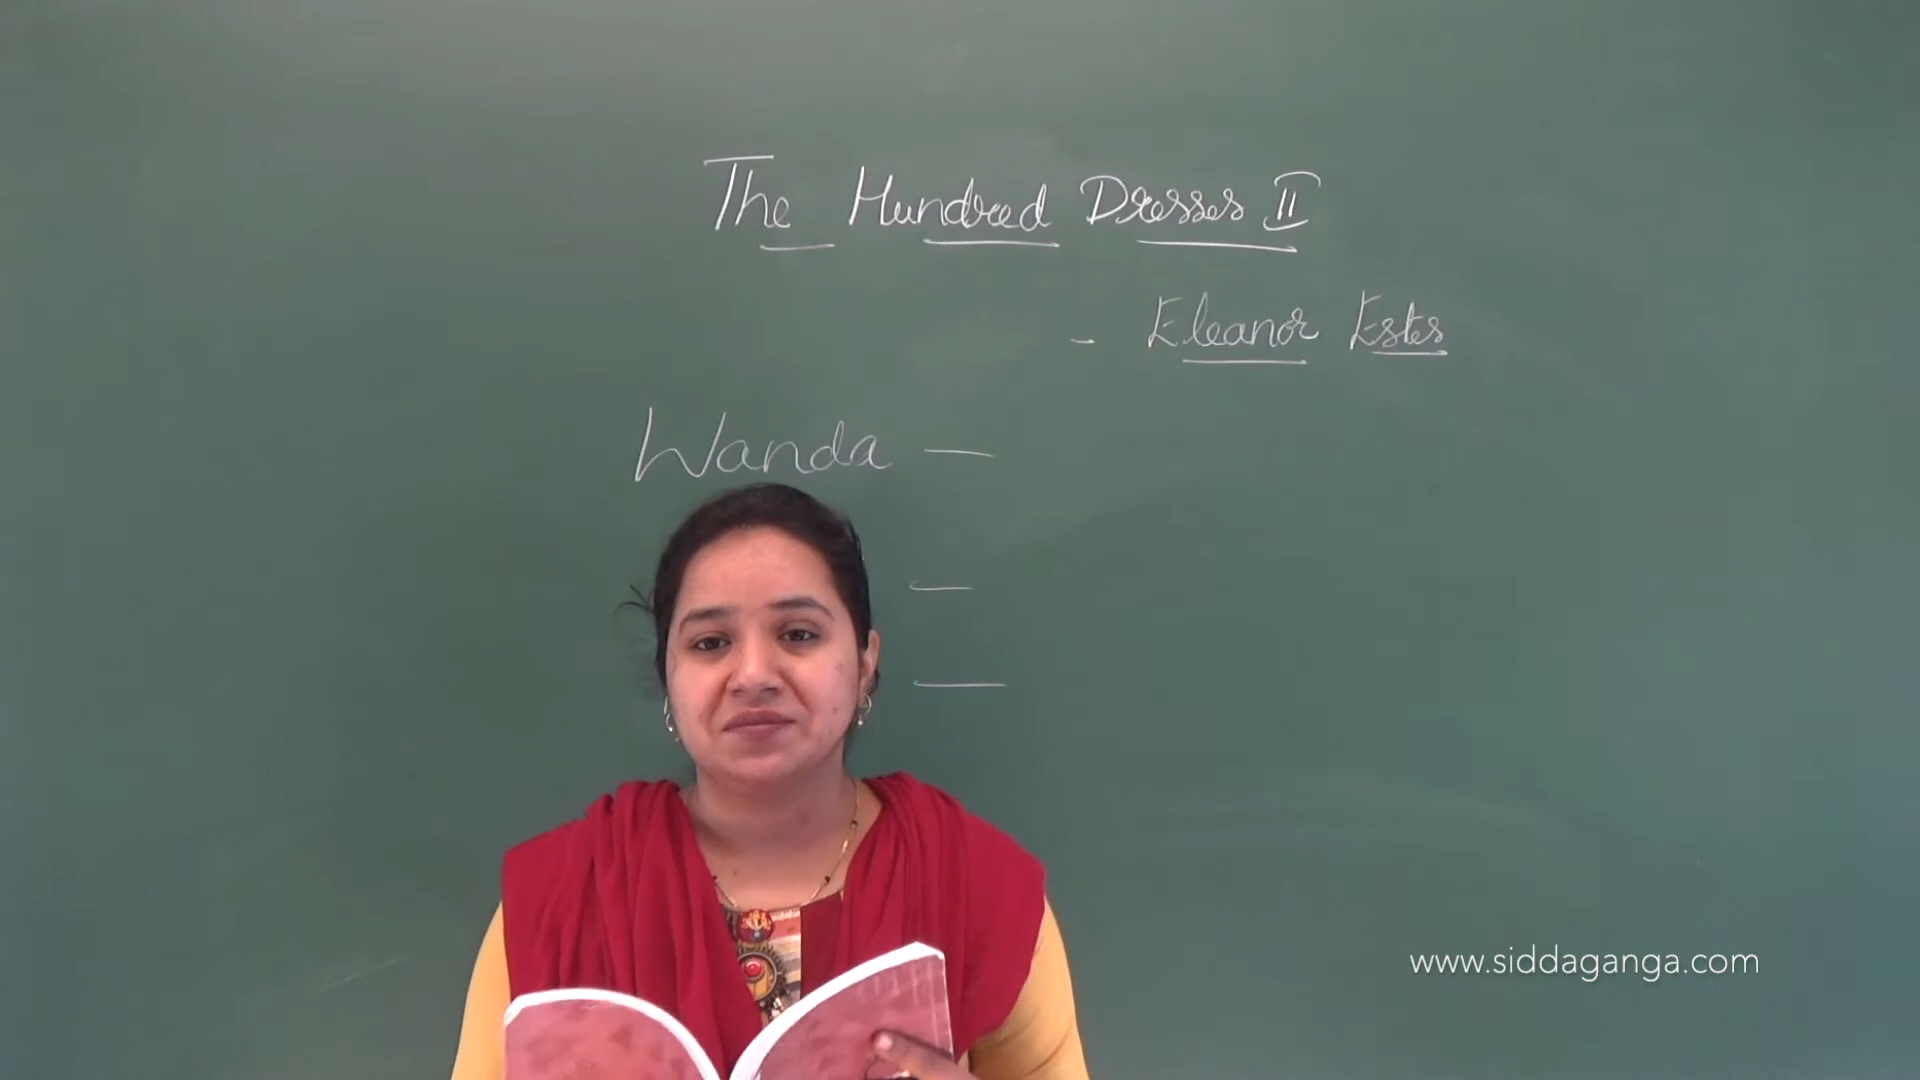 The Hundred Dresses II
- Eleanor Estes
Wanda —
—
—
www.siddaganga.com